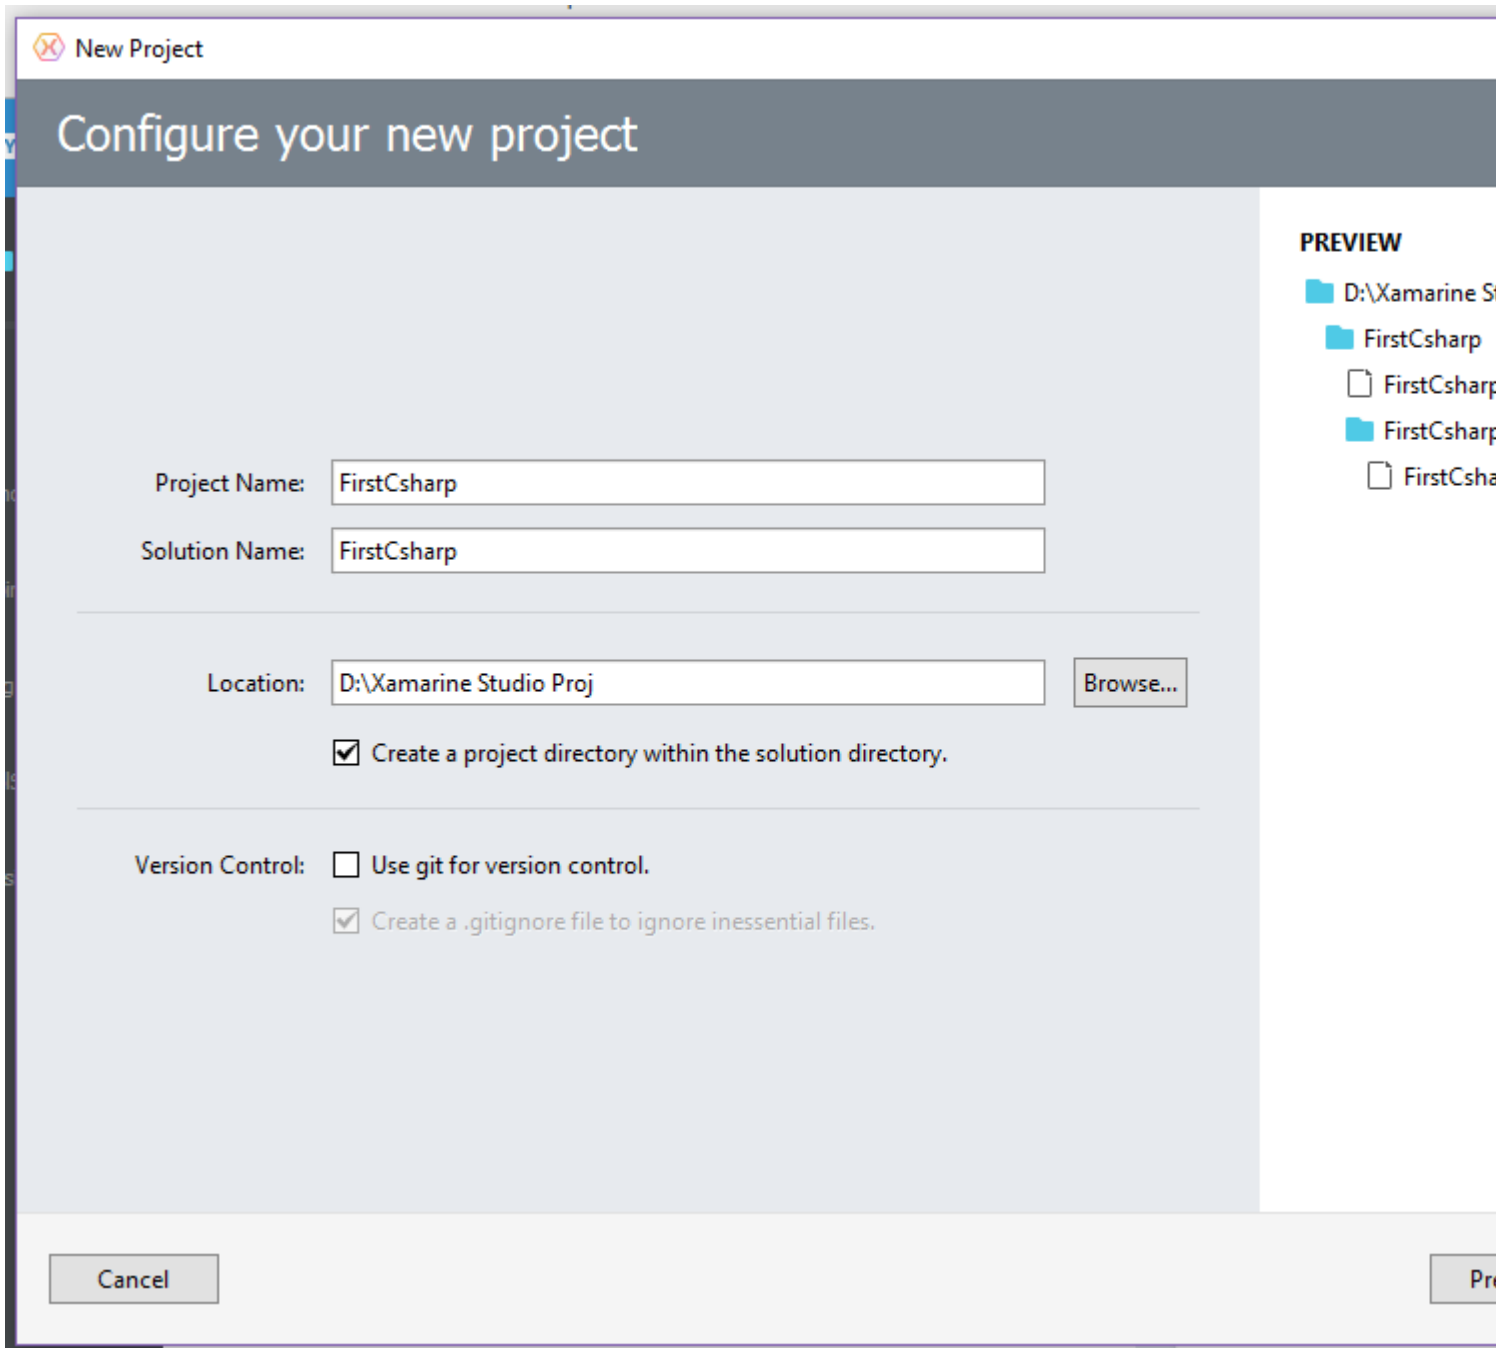 New Project
Configure your new project
PREVIEW
D:\Xamarine
FirstCsharp
Project Name: FirstCsharp
Solution Name: FirstCsharp
Location: D:\Xamarine Studio Proj Browse...
Create a project directory within the solution directory.
Version Control: Use git for version control.
Create a .gitignore file to ignore inessential files.
Cancel